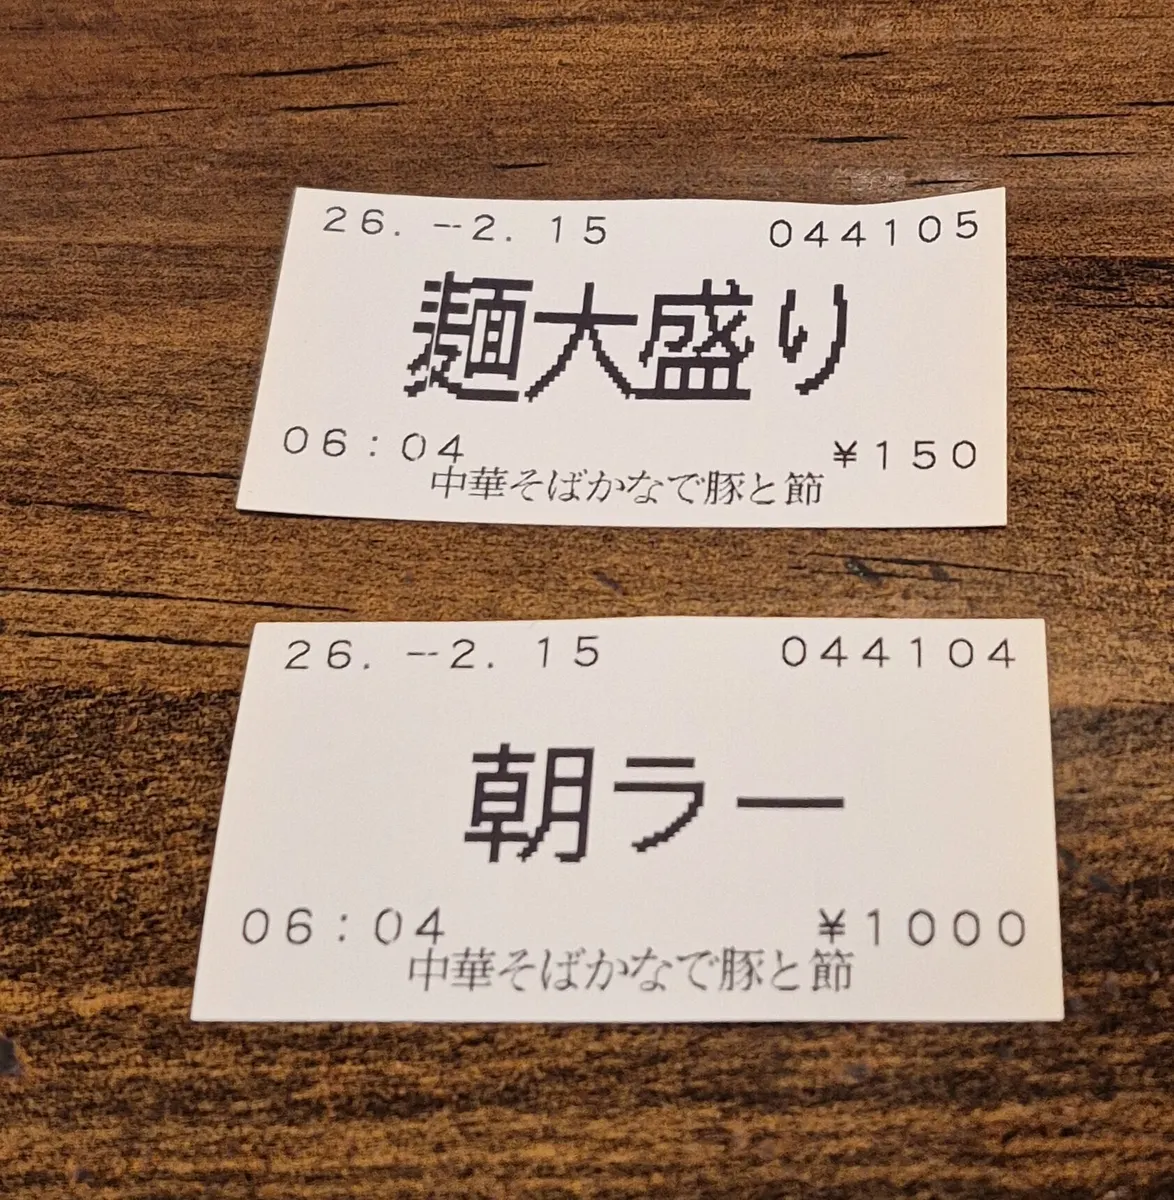 26. -2. 15 044105
麺大盛り
06:04 ¥150
中華そばかなで豚と節
26. -2. 15 044104
朝ラー
06:04 ¥1000
中華そばかなで豚と節